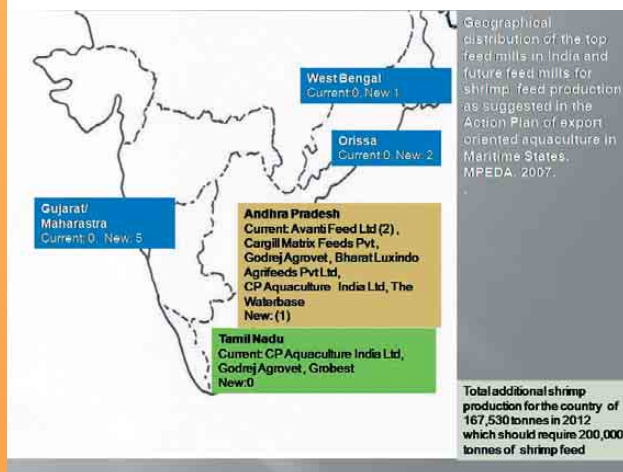 Geographical
distribution of the top
feed mills in India and
future feed mills for
shrimp feed production
as suggested in the
Action Plan of export
oriented aquaculture in
Maritime States.
MPEDA. 2007.
.
West Bengal
Current:0, New:1
Orissa
Current:0, New: 2
Gujarat/
Maharastra
Current:0, New: 5
Andhra Pradesh
Current: Avanti Feed Ltd (2) ,
Cargill Matrix Feeds Pvt,
Godrej Agrovet, Bharat Luxindo
Agrifeeds Pvt Ltd,
CP Aquaculture India Ltd, The
Waterbase
New: (1)
Tamil Nadu
Current: CP Aquaculture India Ltd,
Godrej Agrovet, Grobest
New:0
Total additional shrimp
production for the country of
167,530 tonnes in 2012
which should require 200,000
tonnes of shrimp feed